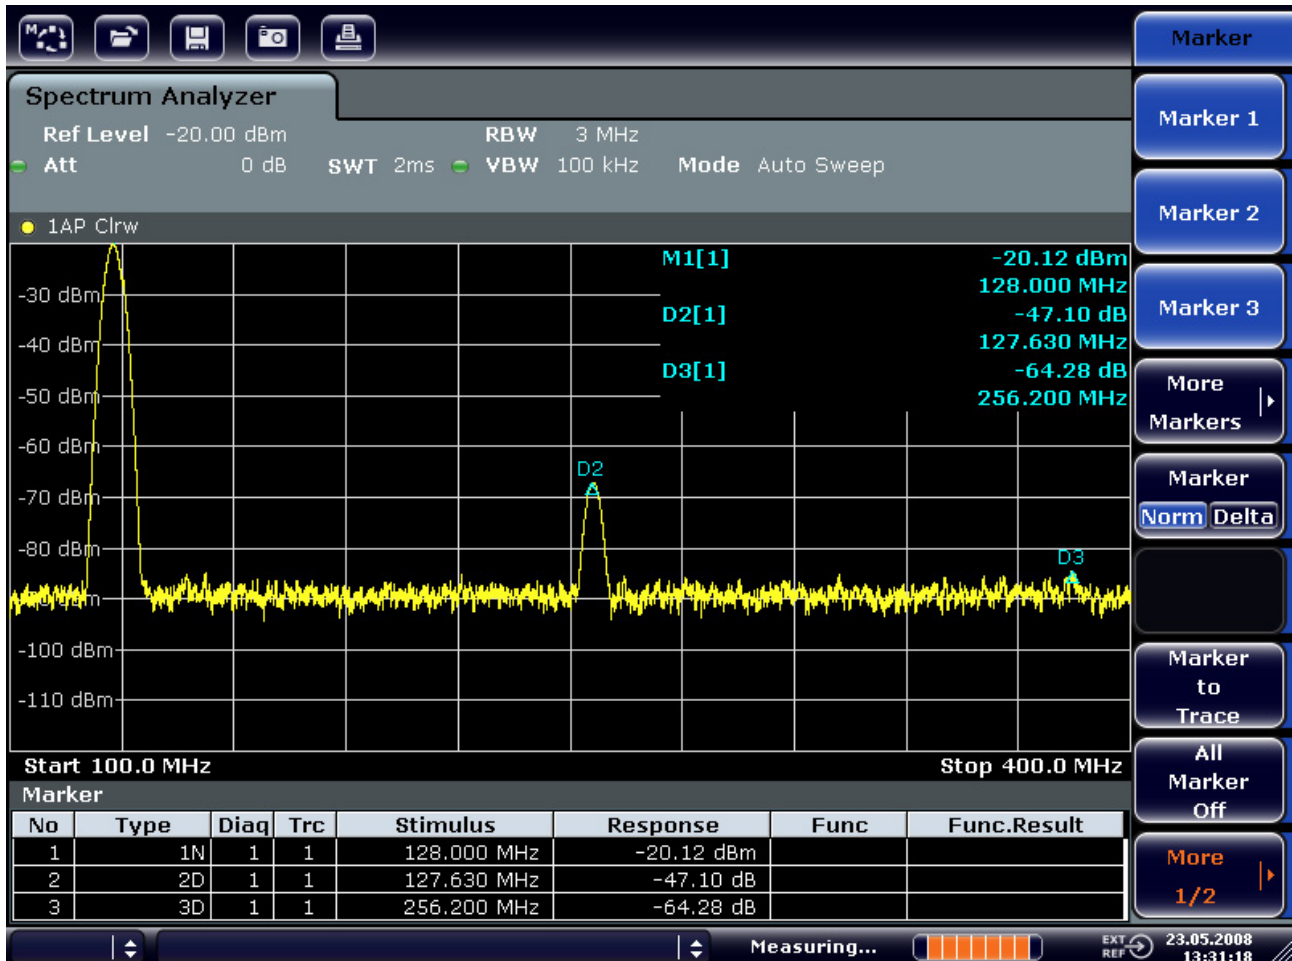 M
Marker
Spectrum Analyzer
Ref Level -20.00 dBm RBW 3 MHz
Att 0 dB SWT 2ms VBW 100 kHz Mode Auto Sweep
1AP Clrw
M1[1] -20.12 dBm
128.000 MHz
D2[1] -47.10 dB
127.630 MHz
D3[1] -64.28 dB
256.200 MHz
-30 dBm
-40 dBm
-50 dBm
-60 dBm
-70 dBm
-80 dBm
-100 dBm
-110 dBm
D2
D3
Start 100.0 MHz Stop 400.0 MHz
Marker
No Type Diag Trc Stimulus Response Func Func.Result
1 1N 1 1 128.000 MHz -20.12 dBm
2 2D 1 1 127.630 MHz -47.10 dB
3 3D 1 1 256.200 MHz -64.28 dB
Marker 1
Marker 2
Marker 3
More
Markers
Marker
Norm Delta
Marker
to
Trace
All
Marker
Off
More
1/2
Measuring...
EXT
REF
23.05.2008
13:31:18